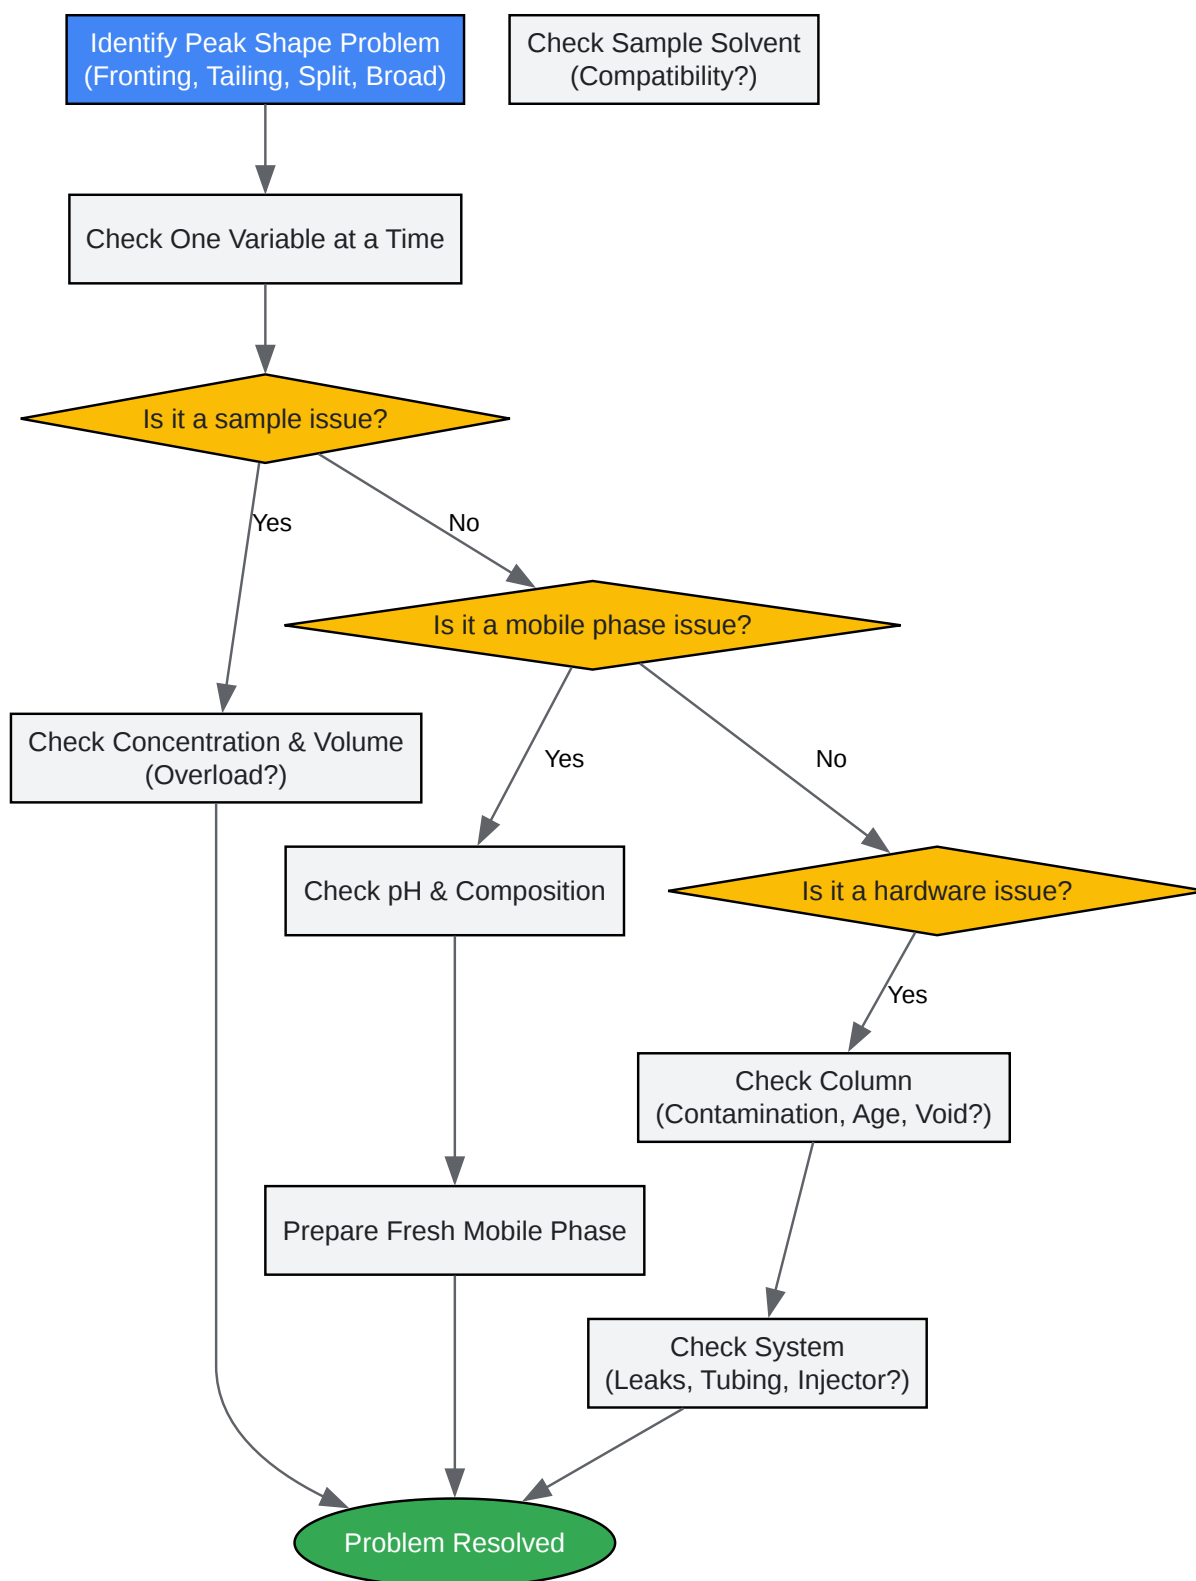 Identify Peak Shape Problem
(Fronting, Tailing, Split, Broad)
Check Sample Solvent
(Compatibility?)
Check One Variable at a Time
Is it a sample issue?
Yes
No
Is it a mobile phase issue?
Check Concentration & Volume
(Overload?)
Yes
No
Check pH & Composition
Is it a hardware issue?
Yes
Check Column
(Contamination, Age, Void?)
Prepare Fresh Mobile Phase
Check System
(Leaks, Tubing, Injector?)
Problem Resolved